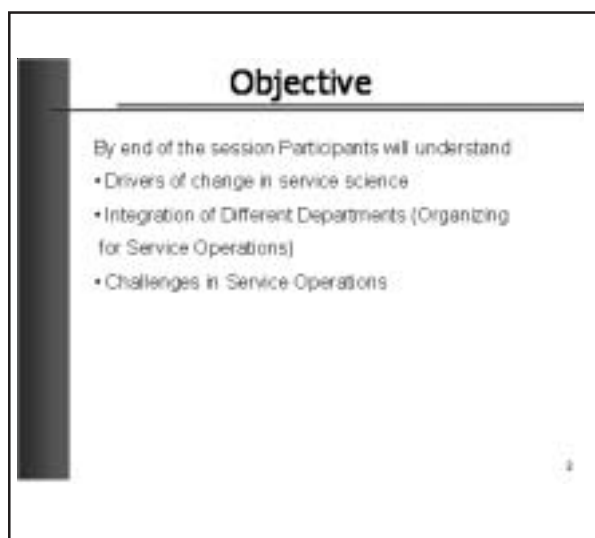 Objective
By end of the session Participants will understand
• Drivers of change in service science
• Integration of Different Departments (Organizing
for Service Operations)
• Challenges in Service Operations
2